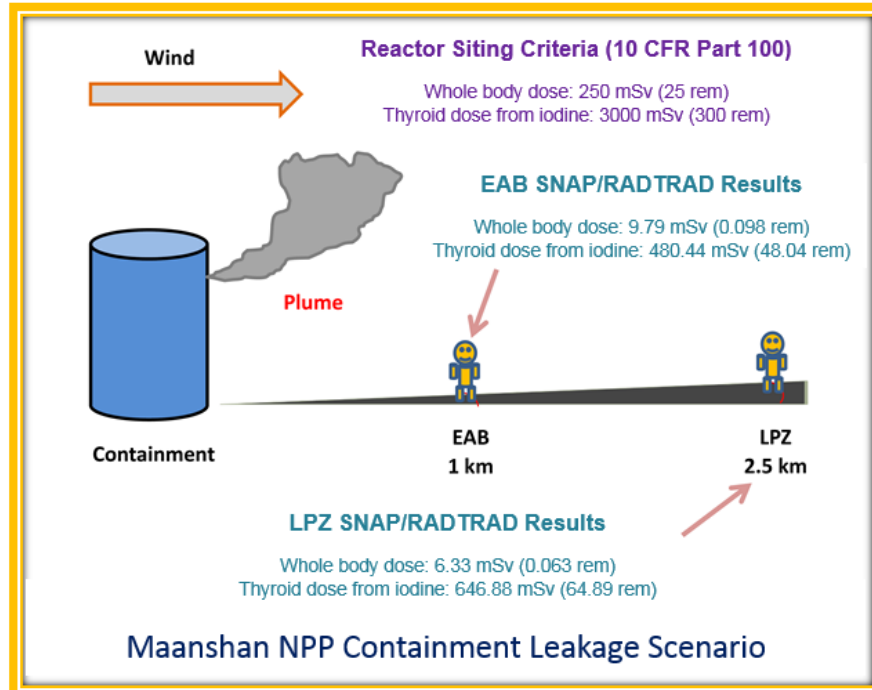 Reactor Siting Criteria (10 CFR Part 100)
Wind
Whole body dose: 250 mSv (25 rem)
Thyroid dose from iodine: 3000 mSv (300 rem)
EAB SNAP/RADTRAD Results
Whole body dose: 9.79 mSv (0.098 rem)
Thyroid dose from iodine: 480.44 mSv (48.04 rem)
Plume
Containment
EAB
1 km
LPZ
2.5 km
LPZ SNAP/RADTRAD Results
Whole body dose: 6.33 mSv (0.063 rem)
Thyroid dose from iodine: 646.88 mSv (64.89 rem)
Maanshan NPP Containment Leakage Scenario